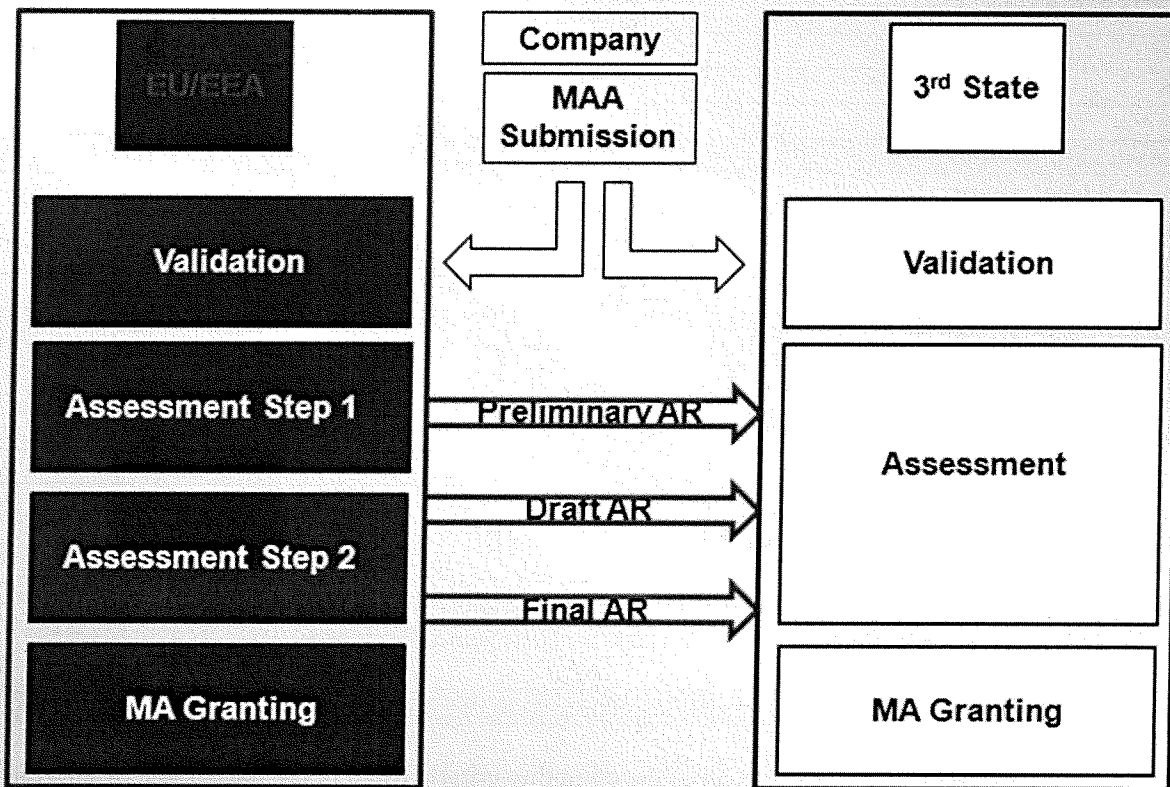 EU/EEA
Company
MAA
Submission
3rd State
Validation
Validation
Assessment Step 1
Preliminary AR
Assessment
Draft AR
Assessment Step 2
Final AR
MA Granting
MA Granting